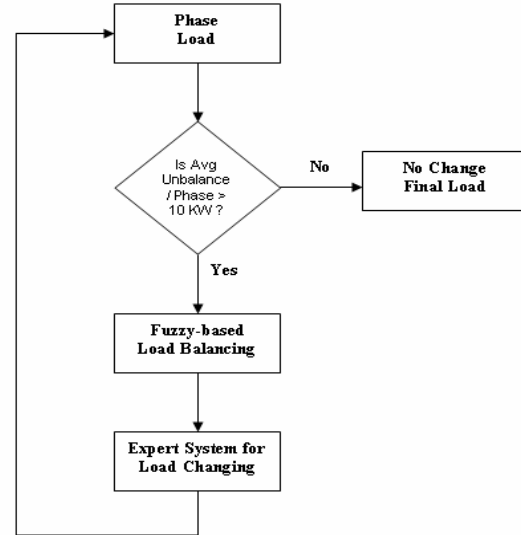 Phase
Load
Is Avg
Unbalance
/ Phase >
10 KW ?
No
No Change
Final Load
Yes
Fuzzy-based
Load Balancing
Expert System for
Load Changing